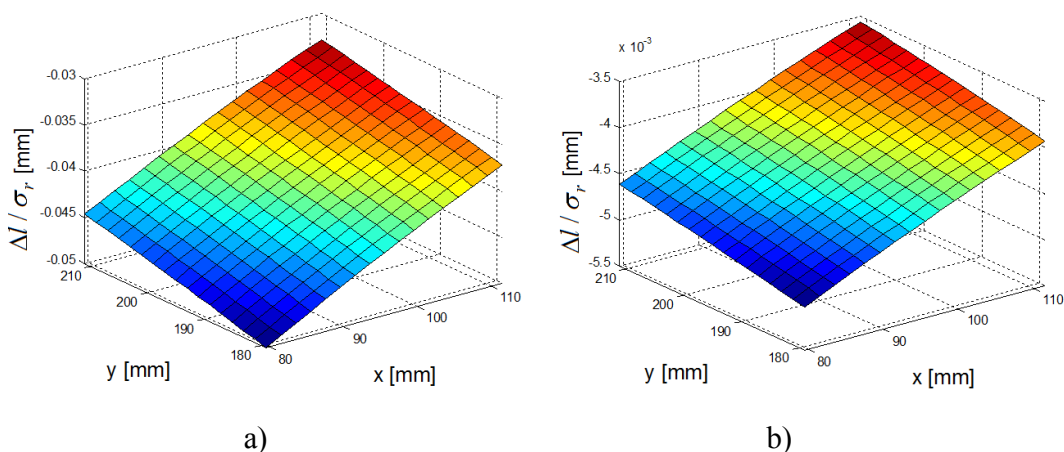 -0.03
-0.035
-0.04
-0.045
-0.05
Δl / σr [mm]
210
200
190
180
y [mm]
80
90
100
110
x [mm]
a)
x 10-3
-3.5
-4
-4.5
-5
-5.5
Δl / σr [mm]
210
200
190
180
y [mm]
80
90
100
110
x [mm]
b)